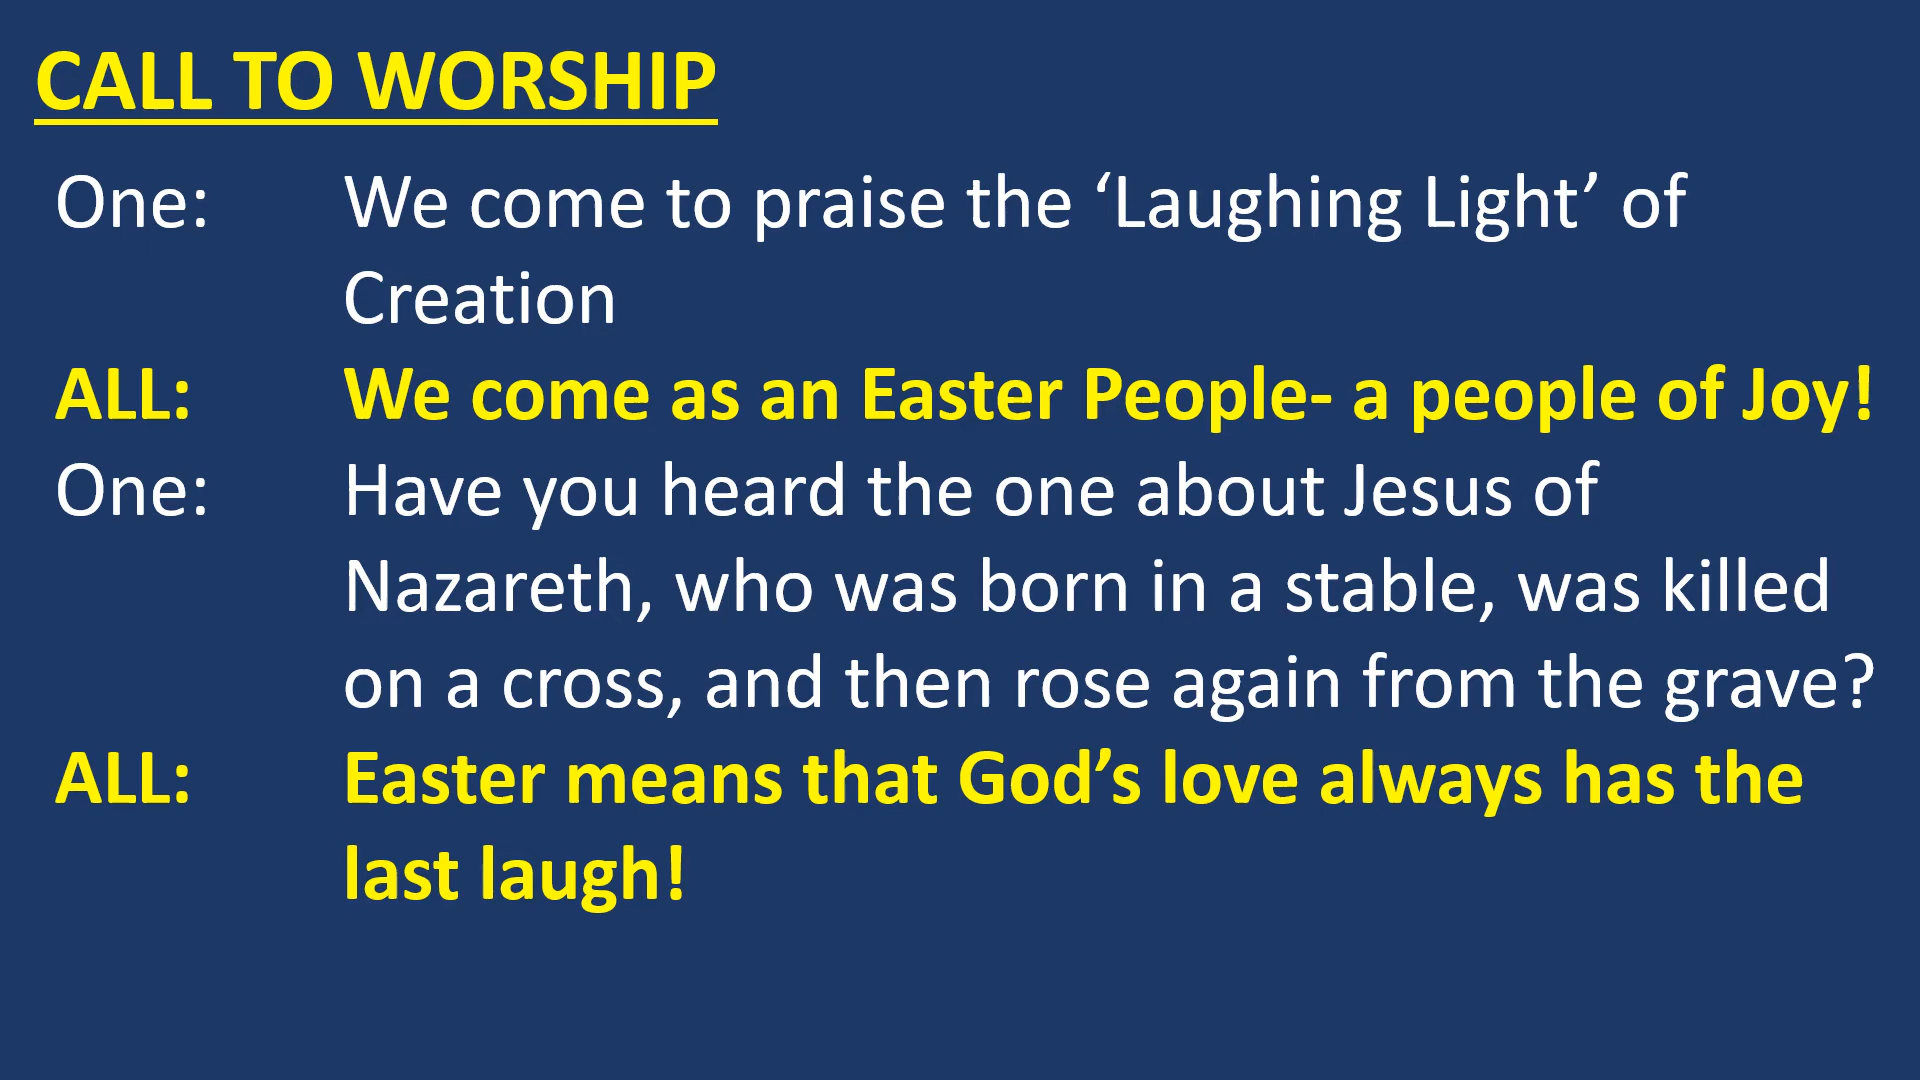 CALL TO WORSHIP
One: We come to praise the ‘Laughing Light’ of
Creation
ALL: We come as an Easter People- a people of Joy!
One: Have you heard the one about Jesus of
Nazareth, who was born in a stable, was killed
on a cross, and then rose again from the grave?
ALL: Easter means that God’s love always has the
last laugh!